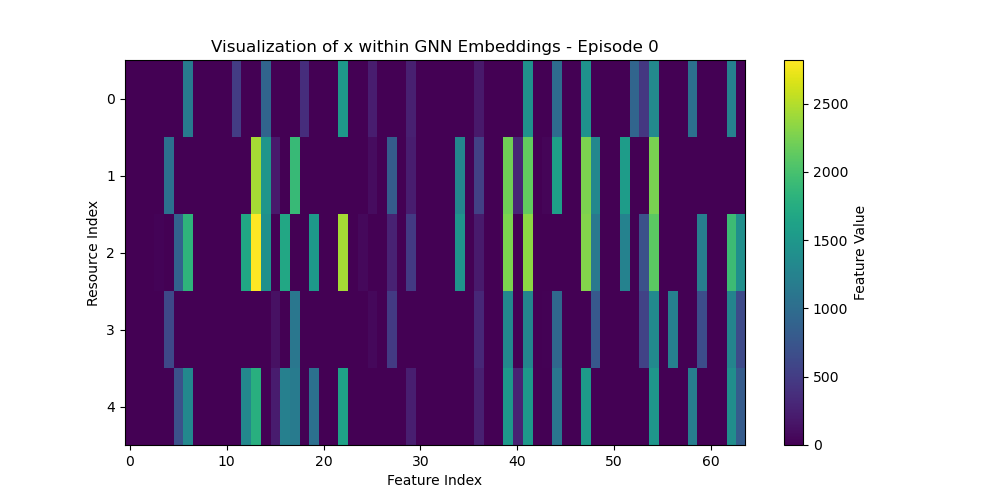 Visualization of x within GNN Embeddings - Episode 0
0
1
2
3
4
Resource Index
0 10 20 30 40 50 60
Feature Index
2500
2000
1500
1000
500
0
Feature Value